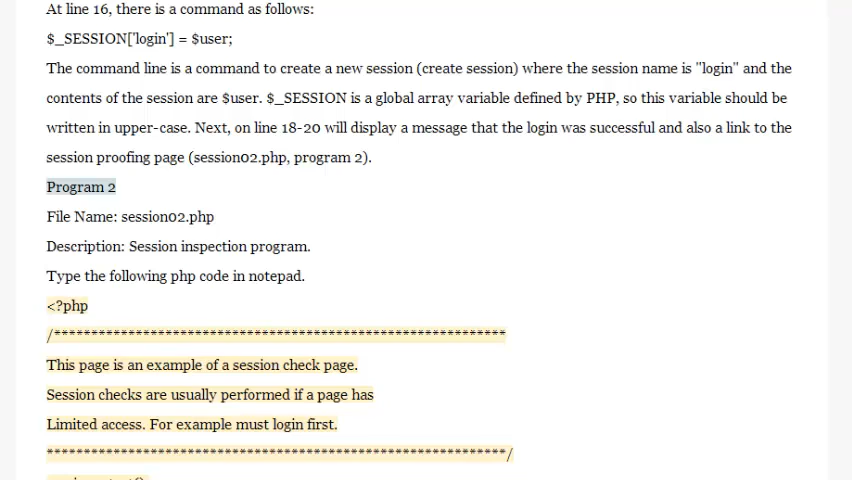 At line 16, there is a command as follows:
$_SESSION['login'] = $user;
The command line is a command to create a new session (create session) where the session name is "login" and the
contents of the session are $user. $_SESSION is a global array variable defined by PHP, so this variable should be
written in upper-case. Next, on line 18-20 will display a message that the login was successful and also a link to the
session proofing page (session02.php, program 2).
Program 2
File Name: session02.php
Description: Session inspection program.
Type the following php code in notepad.
<?php
/*************************************************************
This page is an example of a session check page.
Session checks are usually performed if a page has
Limited access. For example must login first.
**************************************************************/